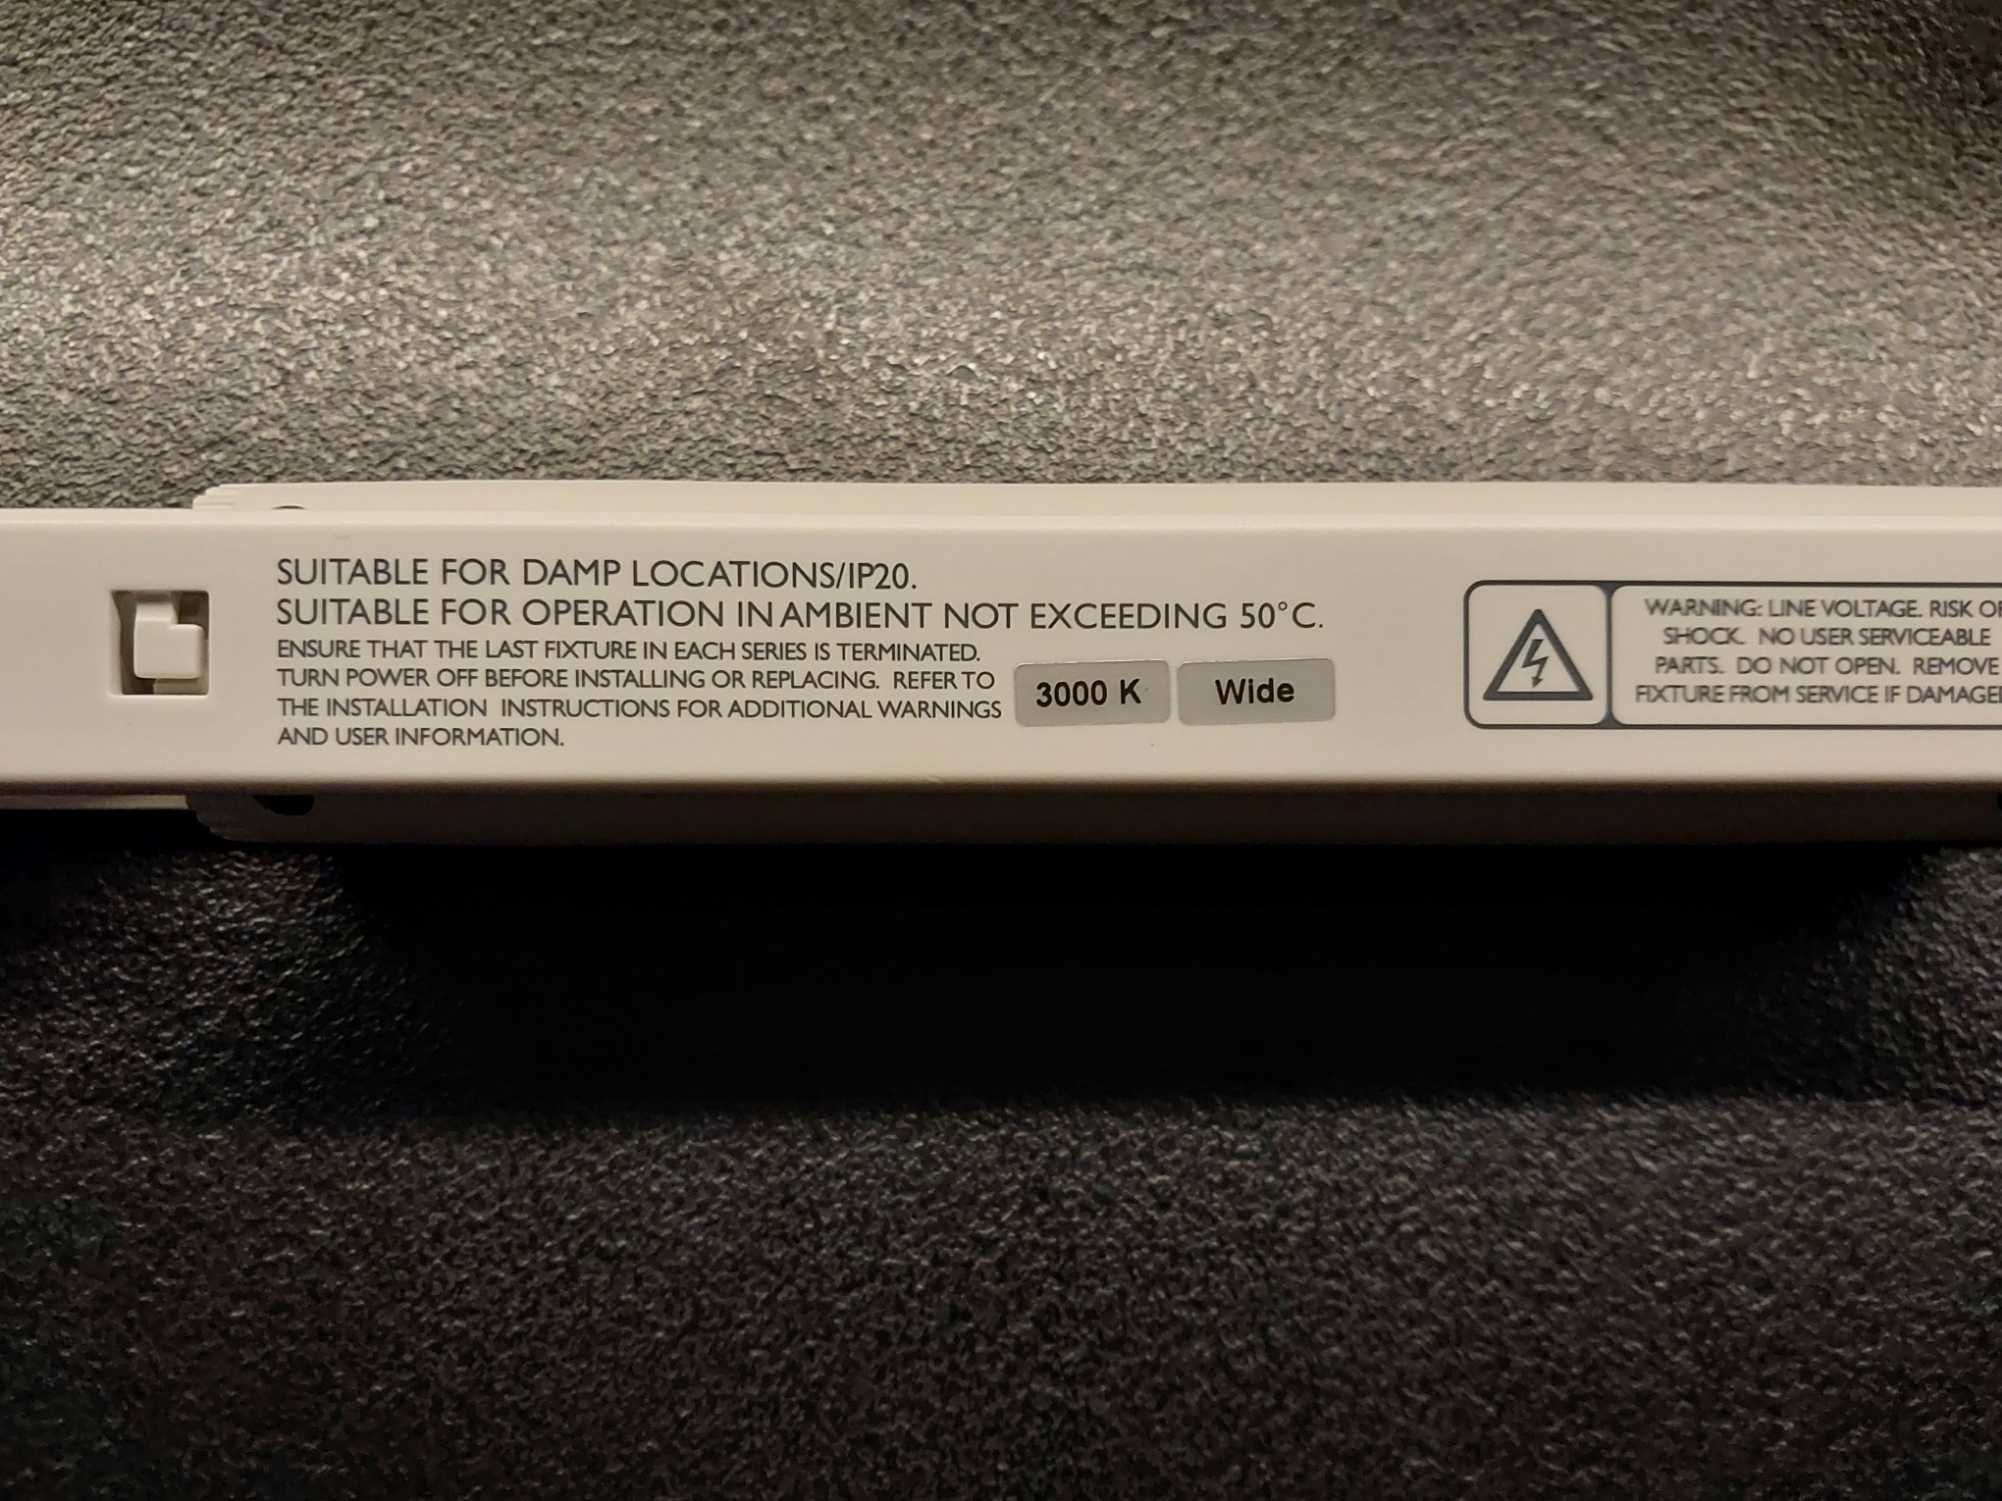 SUITABLE FOR DAMP LOCATIONS/IP20.
SUITABLE FOR OPERATION IN AMBIENT NOT EXCEEDING 50°C.
ENSURE THAT THE LAST FIXTURE IN EACH SERIES IS TERMINATED.
TURN POWER OFF BEFORE INSTALLING OR REPLACING. REFER TO
THE INSTALLATION INSTRUCTIONS FOR ADDITIONAL WARNINGS
AND USER INFORMATION.
3000 K
Wide
WARNING: LINE VOLTAGE. RISK OF
SHOCK. NO USER SERVICEABLE
PARTS. DO NOT OPEN. REMOVE
FIXTURE FROM SERVICE IF DAMAGE